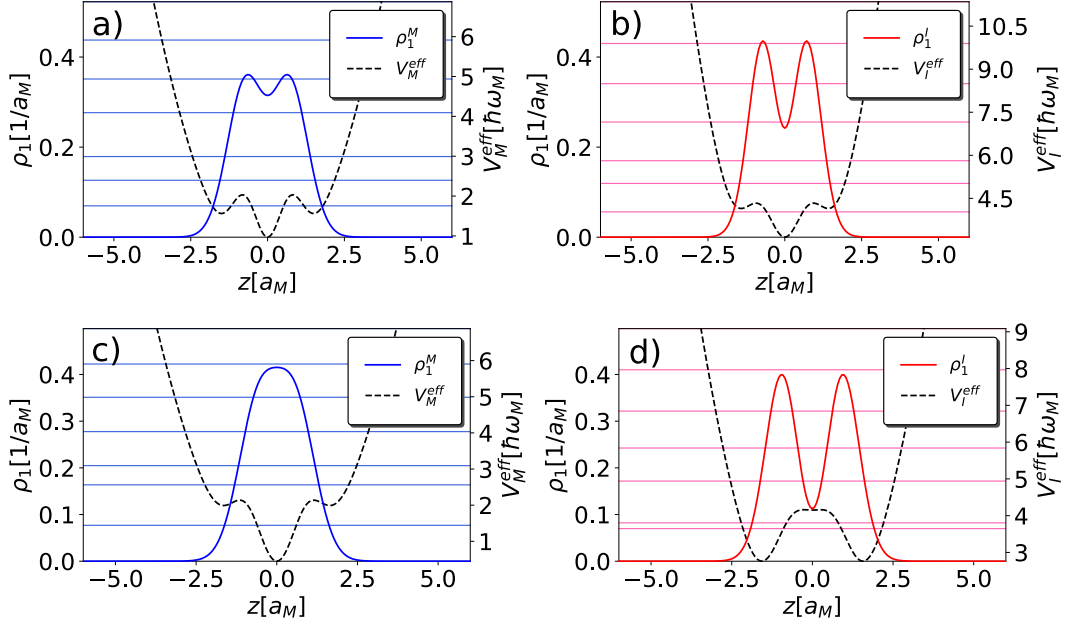 a)
ρ₁ᴹ
V_M^eff
0.4
0.2
0.0
ρ₁[1/a_M]
6
5
4
3
2
1
V_M^eff[ħω_M]
−5.0 −2.5 0.0 2.5 5.0
z[a_M]
b)
ρ₁ᴵ
V_I^eff
0.4
0.2
0.0
ρ₁[1/a_M]
10.5
9.0
7.5
6.0
4.5
V_I^eff[ħω_M]
−5.0 −2.5 0.0 2.5 5.0
z[a_M]
c)
ρ₁ᴹ
V_M^eff
0.4
0.3
0.2
0.1
0.0
ρ₁[1/a_M]
6
5
4
3
2
1
V_M^eff[ħω_M]
−5.0 −2.5 0.0 2.5 5.0
z[a_M]
d)
ρ₁ᴵ
V_I^eff
0.4
0.3
0.2
0.1
0.0
ρ₁[1/a_M]
9
8
7
6
5
4
3
V_I^eff[ħω_M]
−5.0 −2.5 0.0 2.5 5.0
z[a_M]